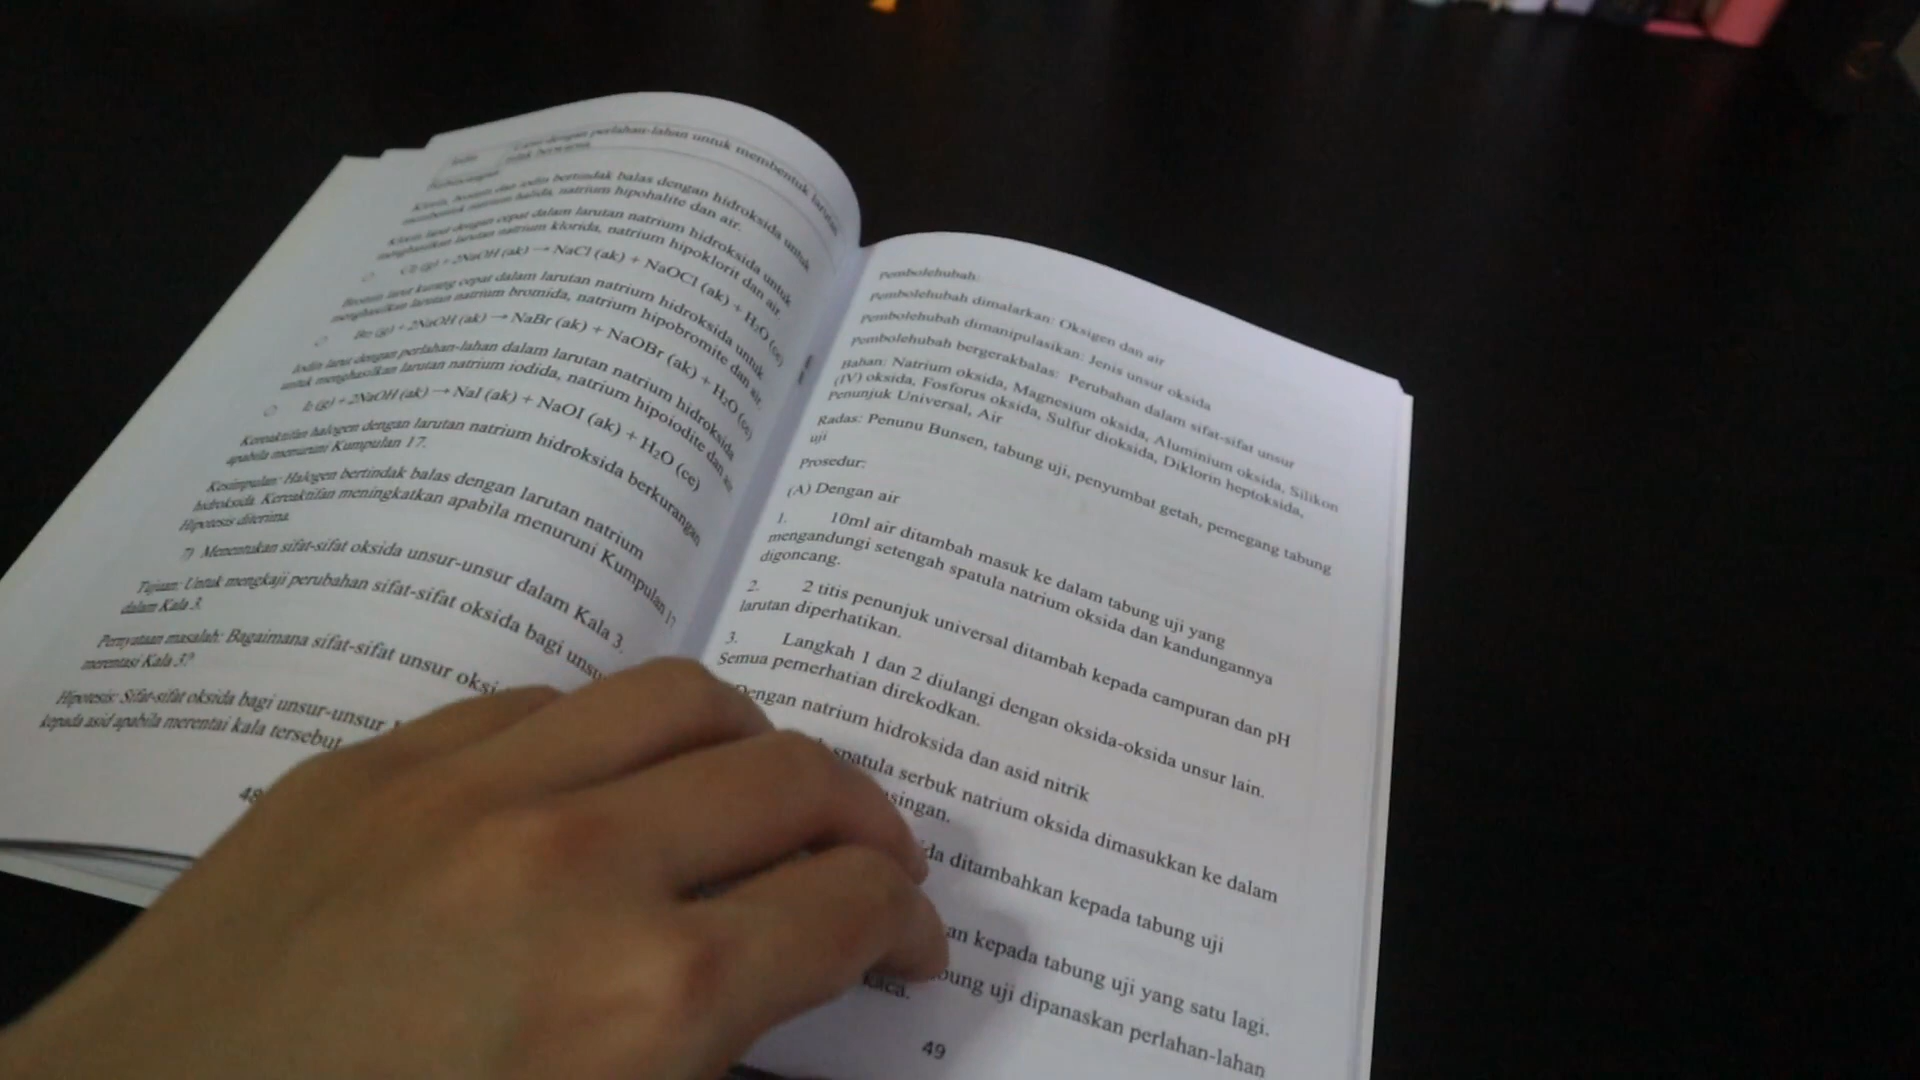 Iodin
Larut dengan perlahan-lahan untuk membentuk larutan
tidak berwarna.
Perbincangan
Klorin, bromin dan iodin bertindak balas dengan hidroksida untuk
membentuk natrium halida, natrium hipohalite dan air.
Klorin larut dengan cepat dalam larutan natrium hidroksida untuk
menghasilkan larutan natrium klorida, natrium hipoklorit dan air.
Cl₂ (g) + 2NaOH (ak) → NaCl (ak) + NaOCl (ak) + H₂O (ce)
Bromin larut kurang cepat dalam larutan natrium hidroksida untuk
menghasilkan larutan natrium bromida, natrium hipobromite dan air.
Br₂ (g) + 2NaOH (ak) → NaBr (ak) + NaOBr (ak) + H₂O (ce)
Iodin larut dengan perlahan-lahan dalam larutan natrium hidroksida
untuk menghasilkan larutan natrium iodida, natrium hipoiodite dan air
I₂ (g) + 2NaOH (ak) → NaI (ak) + NaOI (ak) + H₂O (ce)
Kereaktifan halogen dengan larutan natrium hidroksida berkurangan
apabila menuruni Kumpulan 17.
Kesimpulan: Halogen bertindak balas dengan larutan natrium
hidroksida. Kereaktifan meningkatkan apabila menuruni Kumpulan 17
Hipotesis diterima.
7) Menentukan sifat-sifat oksida unsur-unsur dalam Kala 3.
Tujuan: Untuk mengkaji perubahan sifat-sifat oksida bagi unsu
dalam Kala 3.
Pernyataan masalah: Bagaimana sifat-sifat unsur oksi
merentasi Kala 3?
Hipotesis: Sifat-sifat oksida bagi unsur-unsur
kepada asid apabila merentai kala tersebut
48
Pembolehubah:
Pembolehubah dimalarkan: Oksigen dan air
Pembolehubah dimanipulasikan: Jenis unsur oksida
Pembolehubah bergerakbalas: Perubahan dalam sifat-sifat unsur
Bahan: Natrium oksida, Magnesium oksida, Aluminium oksida, Silikon
(IV) oksida, Fosforus oksida, Sulfur dioksida, Diklorin heptoksida,
Penunjuk Universal, Air
Radas: Penunu Bunsen, tabung uji, penyumbat getah, pemegang tabung
uji
Prosedur:
(A) Dengan air
1. 10ml air ditambah masuk ke dalam tabung uji yang
mengandungi setengah spatula natrium oksida dan kandungannya
digoncang.
2. 2 titis penunjuk universal ditambah kepada campuran dan pH
larutan diperhatikan.
3. Langkah 1 dan 2 diulangi dengan oksida-oksida unsur lain.
Semua pemerhatian direkodkan.
Dengan natrium hidroksida dan asid nitrik
spatula serbuk natrium oksida dimasukkan ke dalam
singan.
da ditambahkan kepada tabung uji
an kepada tabung uji yang satu lagi.
bung uji dipanaskan perlahan-lahan
kaca.
49